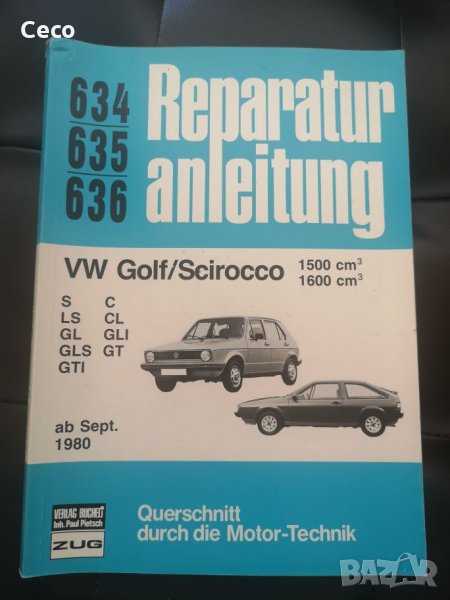 Ceco
634
635
636
Reparatur
anleitung
VW Golf/Scirocco
1500 cm³
1600 cm³
S C
LS CL
GL GLI
GLS GT
GTI
ab Sept.
1980
VERLAG BUCHELI
Inh. Paul Pietsch
ZUG
Querschnitt
durch die Motor-Technik
BAZAR